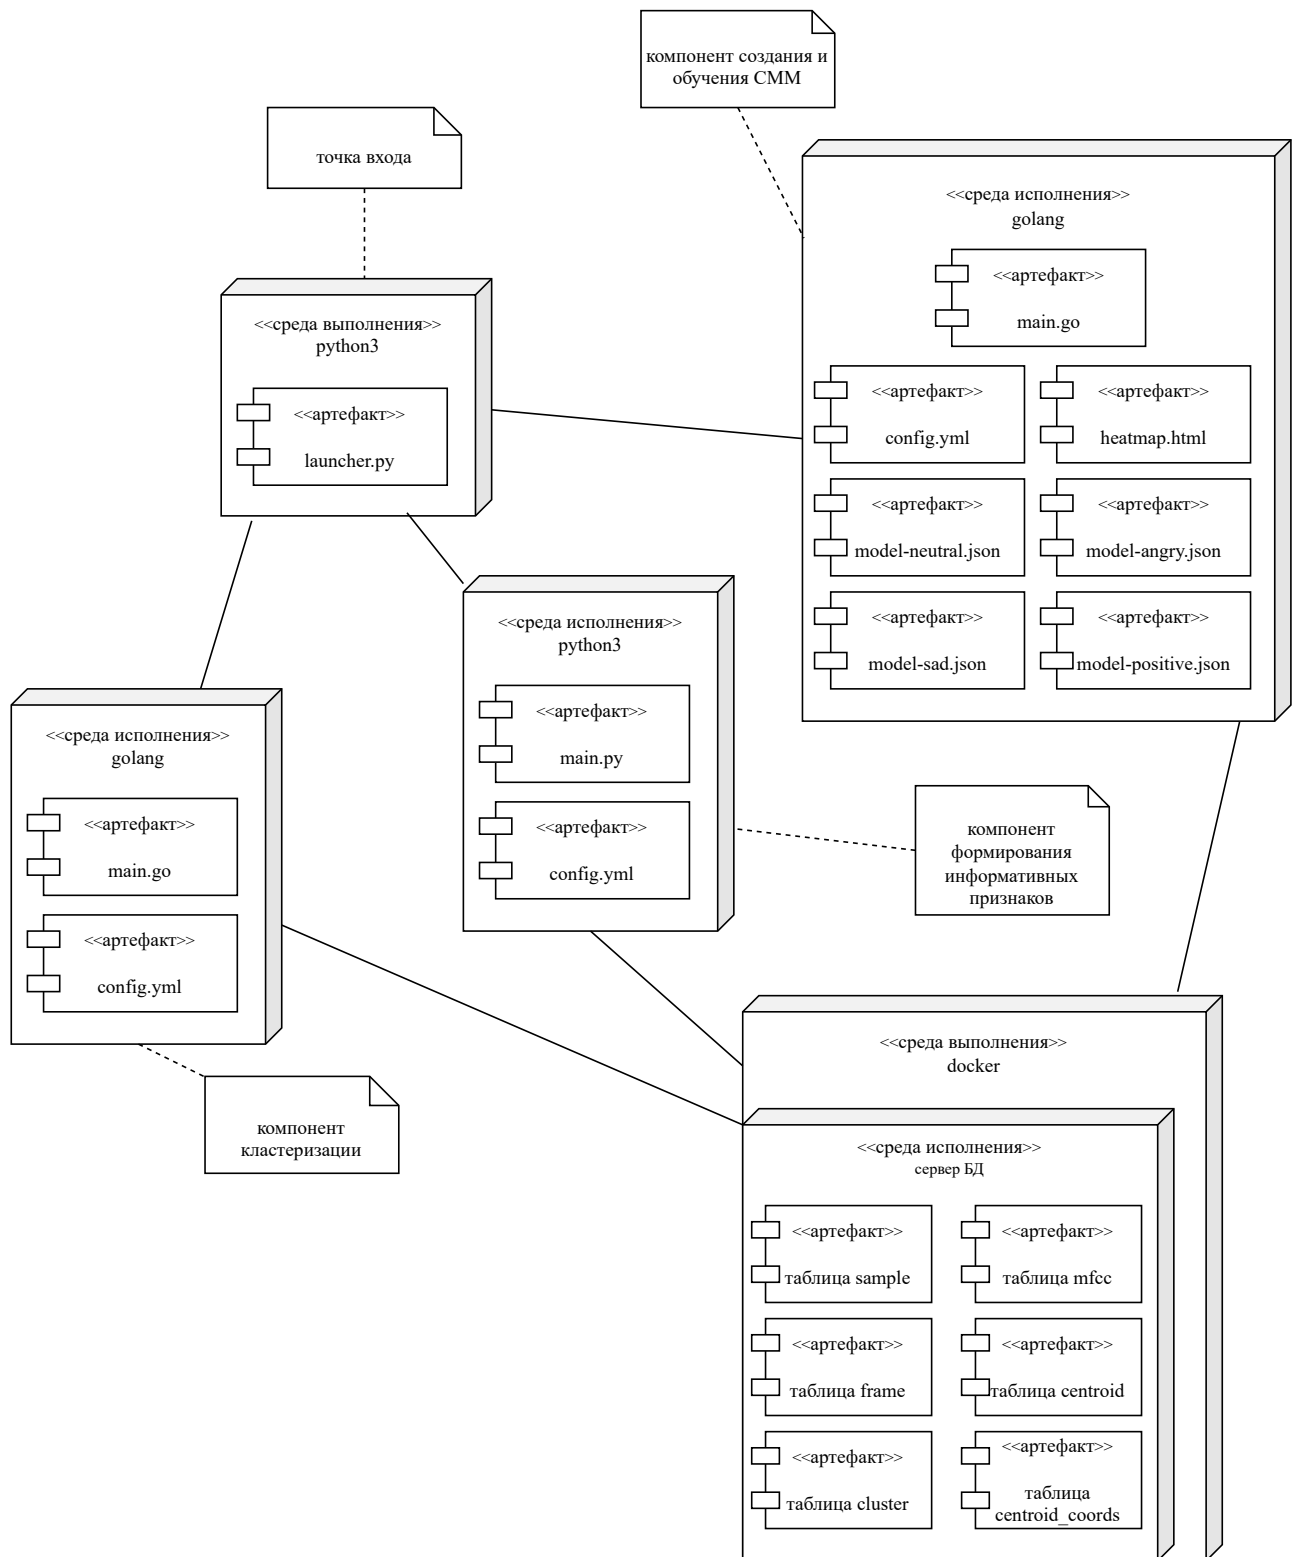 компонент создания и
обучения СММ
точка входа
<<среда исполнения>>
golang
<<артефакт>>
main.go
<<артефакт>>
config.yml
<<артефакт>>
heatmap.html
<<артефакт>>
model-neutral.json
<<артефакт>>
model-angry.json
<<артефакт>>
model-sad.json
<<артефакт>>
model-positive.json
<<среда выполнения>>
python3
<<артефакт>>
launcher.py
<<среда исполнения>>
python3
<<артефакт>>
main.py
<<артефакт>>
config.yml
<<среда исполнения>>
golang
<<артефакт>>
main.go
<<артефакт>>
config.yml
компонент
формирования
информативных
признаков
компонент
кластеризации
<<среда выполнения>>
docker
<<среда исполнения>>
сервер БД
<<артефакт>>
таблица sample
<<артефакт>>
таблица mfcc
<<артефакт>>
таблица frame
<<артефакт>>
таблица centroid
<<артефакт>>
таблица cluster
<<артефакт>>
таблица
centroid_coords